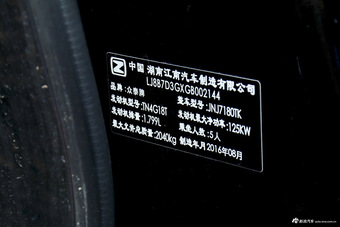 中国 湖南江南汽车制造有限公司
LJ8B7D3GXGB002144
品牌：众泰牌 整车型号：JNJ7180TK
发动机型号：TN4G18T 发动机最大净功率：125KW
发动机排量：1.799L 乘坐人数：5人
最大允许总质量：2040kg 制造年月2016年08月